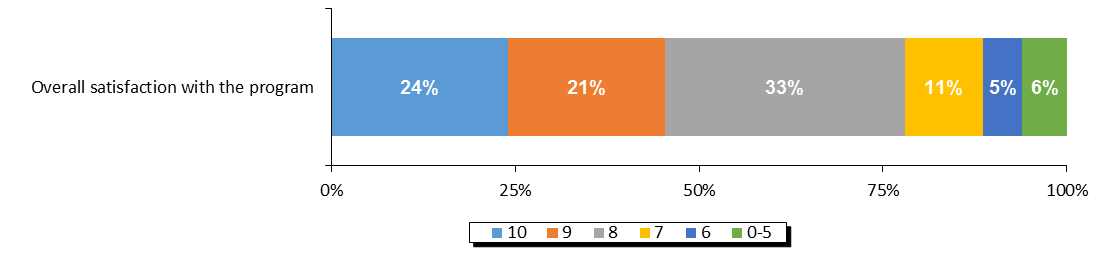 Overall satisfaction with the program
24% 21% 33% 11% 5% 6%
0% 25% 50% 75% 100%
10 9 8 7 6 0-5